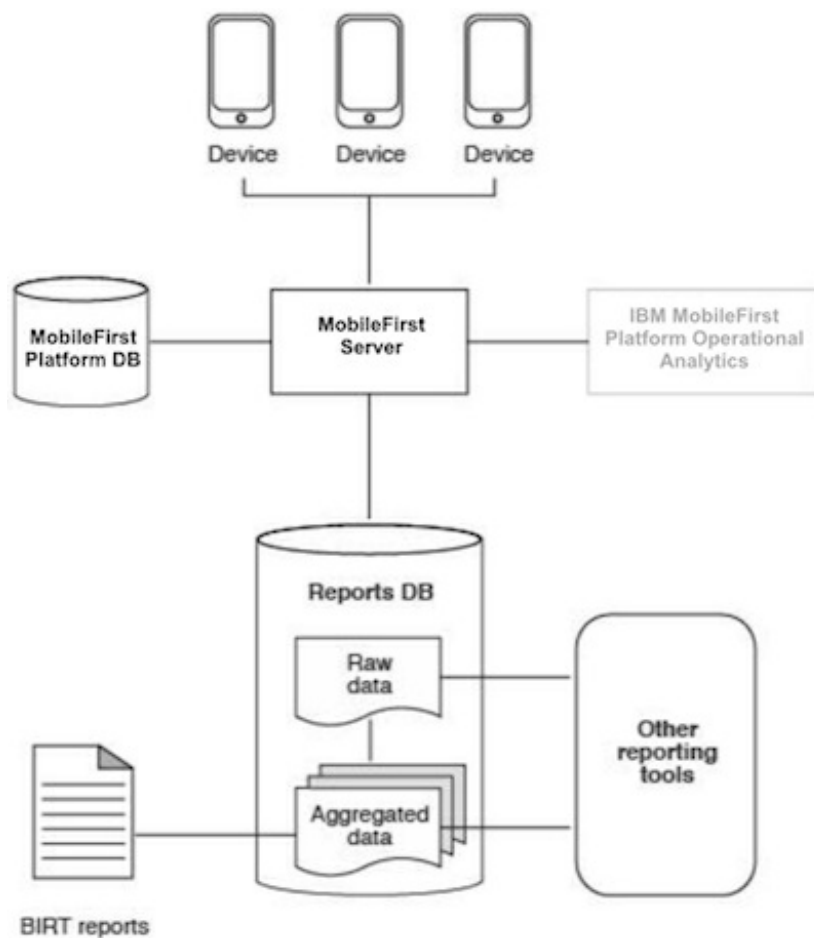 Device
Device
Device
MobileFirst
Platform DB
MobileFirst
Server
IBM MobileFirst
Platform Operational
Analytics
Reports DB
Raw
data
Other
reporting
tools
Aggregated
data
BIRT reports